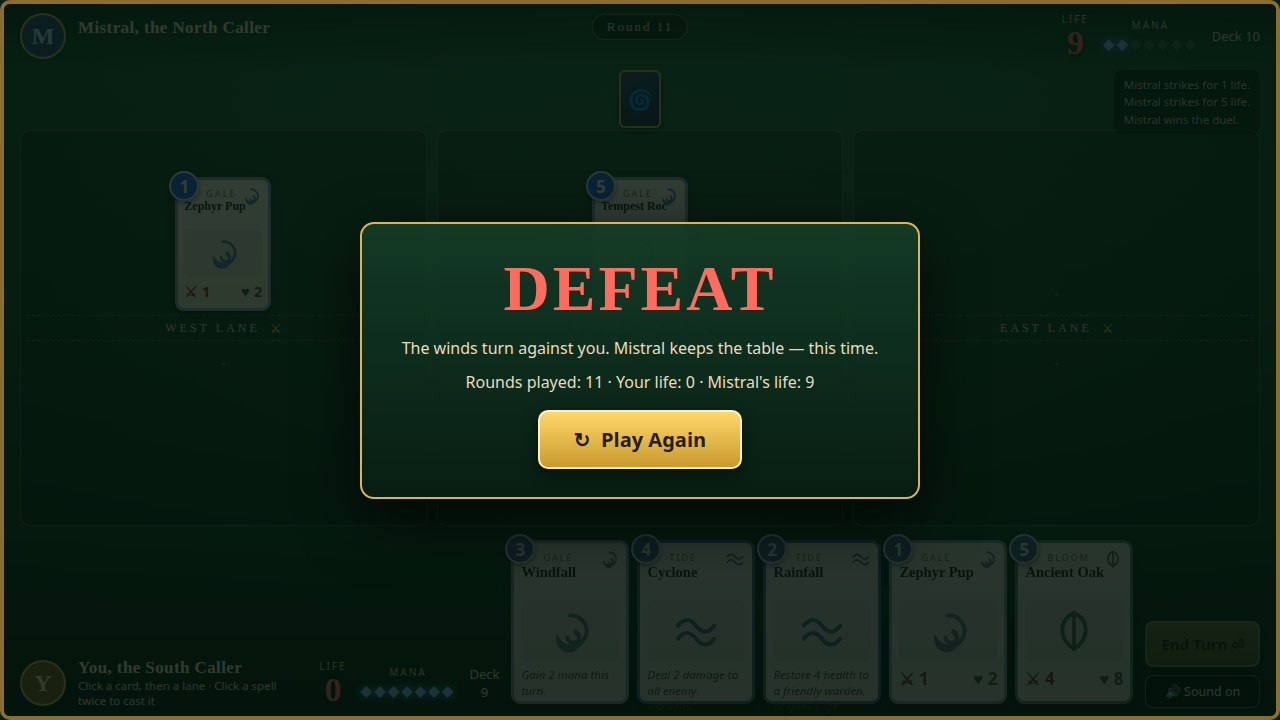 M
Mistral, the North Caller
Round 11
LIFE
9
MANA
Deck 10
Mistral strikes for 1 life.
Mistral strikes for 5 life.
Mistral wins the duel.
1
GALE
Zephyr Pup
⚔ 1
♥ 2
5
GALE
Tempest Roc
WEST LANE ⚔
EAST LANE ⚔
DEFEAT
The winds turn against you. Mistral keeps the table — this time.
Rounds played: 11 · Your life: 0 · Mistral's life: 9
↻ Play Again
3
GALE
Windfall
Gain 2 mana this
turn.
4
TIDE
Cyclone
Deal 2 damage to
all enemy
2
TIDE
Rainfall
Restore 4 health to
a friendly warden,
or gain 3 life
1
GALE
Zephyr Pup
⚔ 1
♥ 2
5
BLOOM
Ancient Oak
⚔ 4
♥ 8
Y
You, the South Caller
Click a card, then a lane · Click a spell
twice to cast it
LIFE
0
MANA
Deck
9
End Turn ⏎
🔊 Sound on